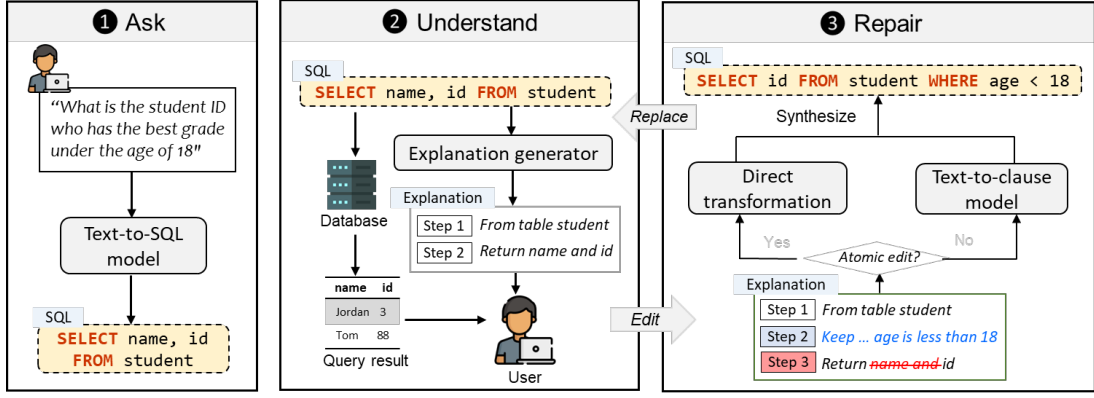 ❶ Ask
"What is the student ID
who has the best grade
under the age of 18"
Text-to-SQL
model
SQL
SELECT name, id
FROM student
❷ Understand
SQL
SELECT name, id FROM student
Explanation generator
Database
Explanation
Step 1 From table student
Step 2 Return name and id
name id
Jordan 3
Tom 88
Query result
User
Replace
Edit
❸ Repair
SQL
SELECT id FROM student WHERE age < 18
Synthesize
Direct
transformation
Text-to-clause
model
Yes
No
Atomic edit?
Explanation
Step 1 From table student
Step 2 Keep ... age is less than 18
Step 3 Return name and id